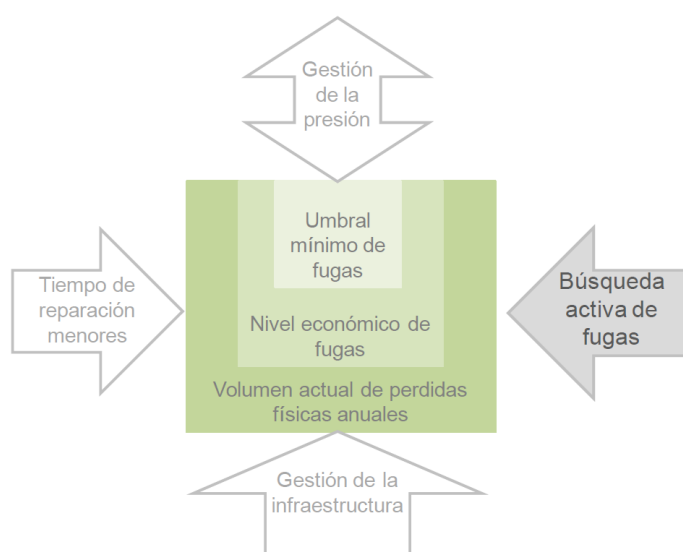 Gestión
de la
presión
Umbral
mínimo de
fugas
Tiempo de
reparación
menores
Búsqueda
activa de
fugas
Nivel económico de
fugas
Volumen actual de perdidas
físicas anuales
Gestión de la
infraestructura